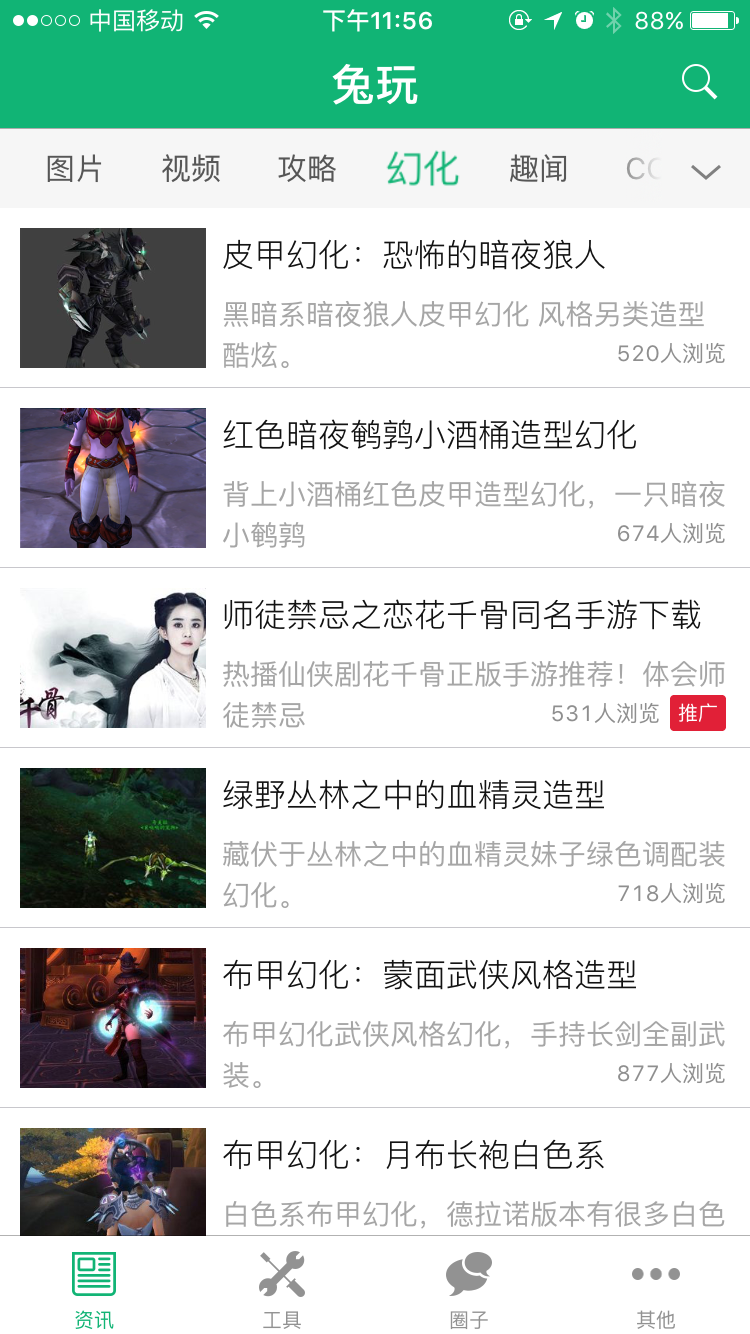 中国移动 下午11:56 88%
兔玩
图片 视频 攻略 幻化 趣闻
皮甲幻化：恐怖的暗夜狼人
黑暗系暗夜狼人皮甲幻化 风格另类造型
酷炫。 520人浏览
红色暗夜鹌鹑小酒桶造型幻化
背上小酒桶红色皮甲造型幻化，一只暗夜
小鹌鹑 674人浏览
千骨
师徒禁忌之恋花千骨同名手游下载
热播仙侠剧花千骨正版手游推荐！体会师
徒禁忌 531人浏览 推广
绿野丛林之中的血精灵造型
藏伏于丛林之中的血精灵妹子绿色调配装
幻化。 718人浏览
布甲幻化：蒙面武侠风格造型
布甲幻化武侠风格幻化，手持长剑全副武
装。 877人浏览
布甲幻化：月布长袍白色系
白色系布甲幻化，德拉诺版本有很多白色
资讯 工具 圈子 其他